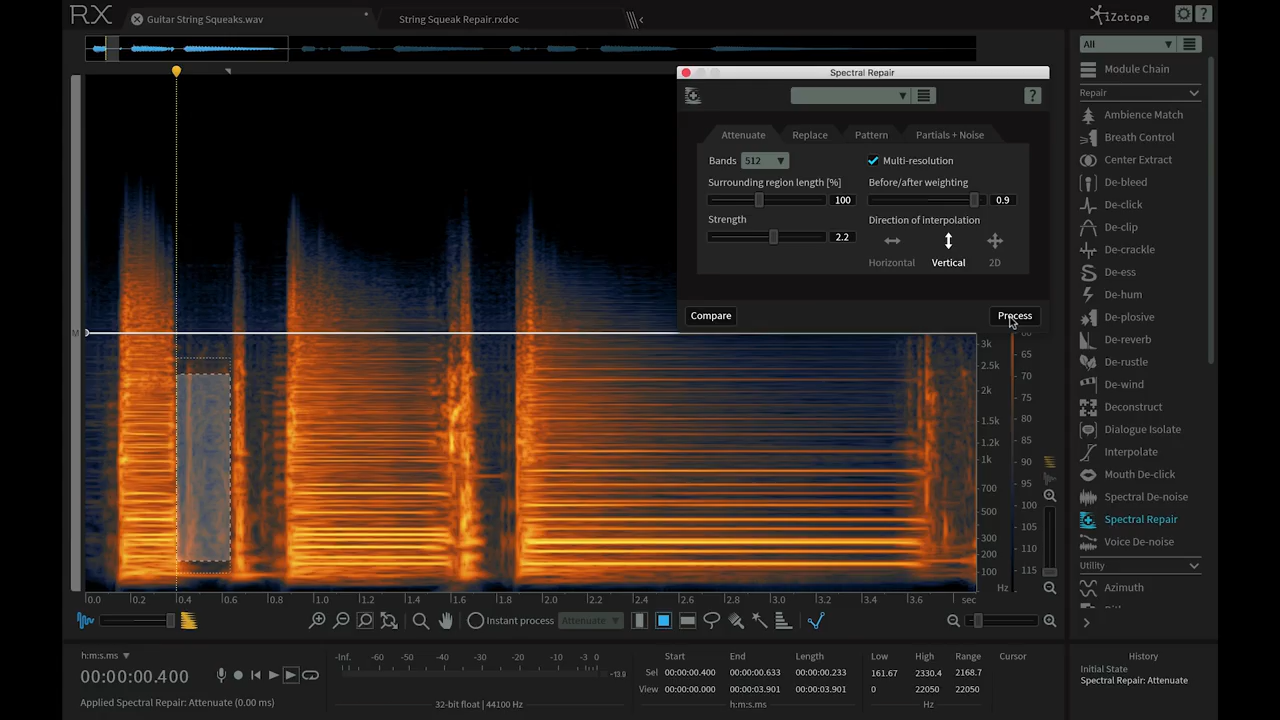 RX
Guitar String Squeaks.wav
String Squeak Repair.rxdoc
iZotope
?
All
Module Chain
Repair
Ambience Match
Breath Control
Center Extract
De-bleed
De-click
De-clip
De-crackle
De-ess
De-hum
De-plosive
De-reverb
De-rustle
De-wind
Deconstruct
Dialogue Isolate
Interpolate
Mouth De-click
Spectral De-noise
Spectral Repair
Voice De-noise
Utility
Azimuth
Spectral Repair
?
Attenuate
Replace
Pattern
Partials + Noise
Bands 512
Multi-resolution
Surrounding region length [%]
100
Before/after weighting
0.9
Strength
2.2
Direction of interpolation
Horizontal
Vertical
2D
Compare
Process
M
3k
2.5k
2k
1.5k
1.2k
1k
700
500
300
200
100
Hz
65
70
75
80
85
90
95
100
105
110
115
0.0 0.2 0.4 0.6 0.8 1.0 1.2 1.4 1.6 1.8 2.0 2.2 2.4 2.6 2.8 3.0 3.2 3.4 3.6 sec
Instant process
Attenuate
h:m:s.ms
00:00:00.400
Applied Spectral Repair: Attenuate (0.00 ms)
-Inf. -60 -50 -40 -30 -20 -10 -3 0
-13.8
32-bit float | 44100 Hz
Start End Length
Sel 00:00:00.400 00:00:00.633 00:00:00.233
View 00:00:00.000 00:00:03.901 00:00:03.901
h:m:s.ms
Low High Range Cursor
161.67 2330.4 2168.7
0 22050 22050
Hz
History
Initial State
Spectral Repair: Attenuate